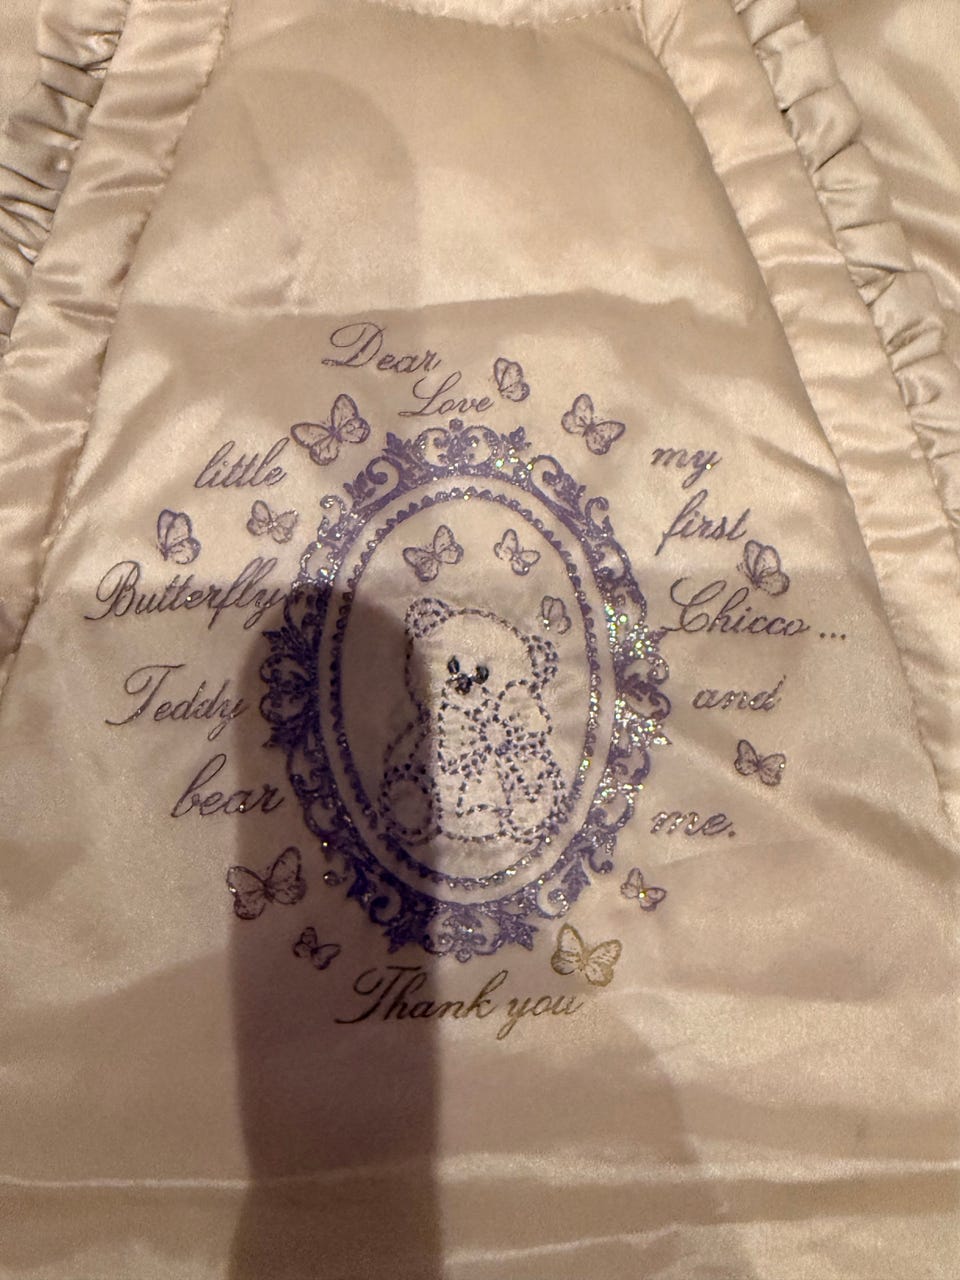 Dear
Love
little
Butterfly
Teddy
bear
my
first
Chicco...
and
me.
Thank you